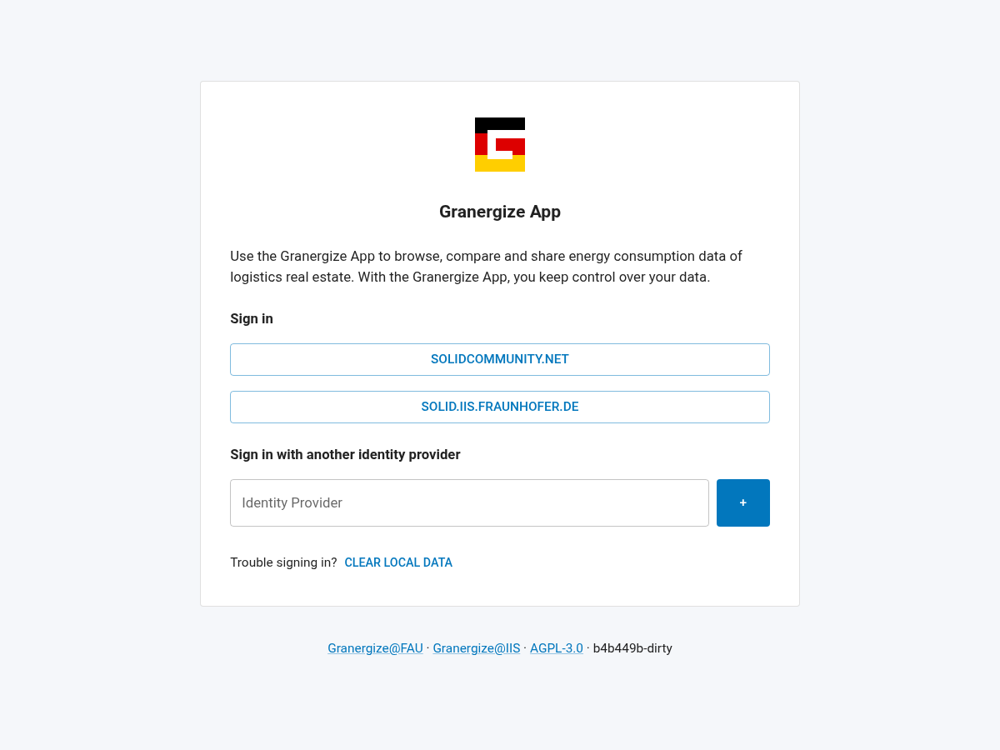 Granergize App
Use the Granergize App to browse, compare and share energy consumption data of
logistics real estate. With the Granergize App, you keep control over your data.
Sign in
SOLIDCOMMUNITY.NET
SOLID.IIS.FRAUNHOFER.DE
Sign in with another identity provider
Identity Provider
+
Trouble signing in? CLEAR LOCAL DATA
Granergize@FAU · Granergize@IIS · AGPL-3.0 · b4b449b-dirty